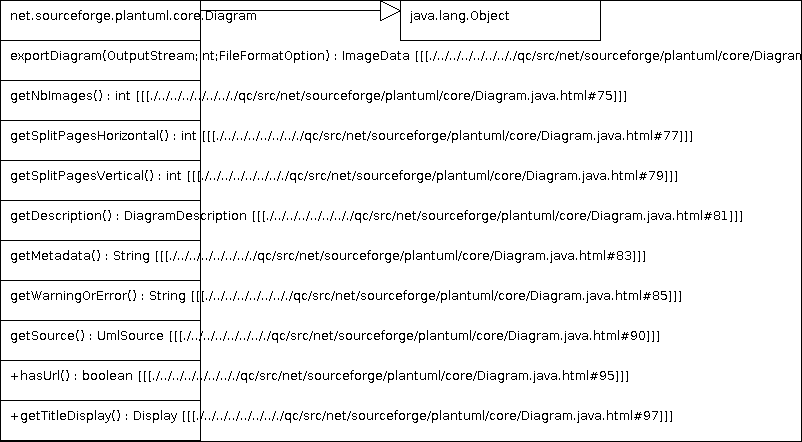 net.sourceforge.plantuml.core.Diagram
java.lang.Object
exportDiagram(OutputStream;int;FileFormatOption) : ImageData [[[./../../../../../../qc/src/net/sourceforge/plantuml/core/Diagram
getNbImages() : int [[[./../../../../../../qc/src/net/sourceforge/plantuml/core/Diagram.java.html#75]]]
getSplitPagesHorizontal() : int [[[./../../../../../../qc/src/net/sourceforge/plantuml/core/Diagram.java.html#77]]]
getSplitPagesVertical() : int [[[./../../../../../../qc/src/net/sourceforge/plantuml/core/Diagram.java.html#79]]]
getDescription() : DiagramDescription [[[./../../../../../../qc/src/net/sourceforge/plantuml/core/Diagram.java.html#81]]]
getMetadata() : String [[[./../../../../../../qc/src/net/sourceforge/plantuml/core/Diagram.java.html#83]]]
getWarningOrError() : String [[[./../../../../../../qc/src/net/sourceforge/plantuml/core/Diagram.java.html#85]]]
getSource() : UmlSource [[[./../../../../../../qc/src/net/sourceforge/plantuml/core/Diagram.java.html#90]]]
+hasUrl() : boolean [[[./../../../../../../qc/src/net/sourceforge/plantuml/core/Diagram.java.html#95]]]
+getTitleDisplay() : Display [[[./../../../../../../qc/src/net/sourceforge/plantuml/core/Diagram.java.html#97]]]